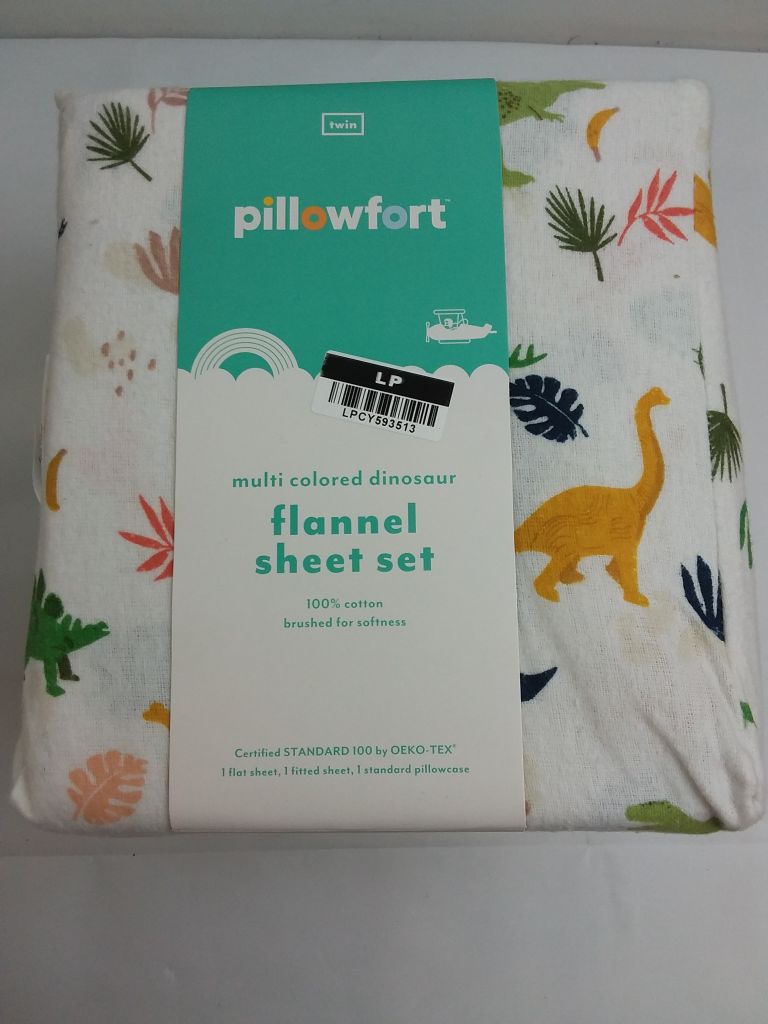 twin
pillowfort™
LP
LPCY593513
multi colored dinosaur
flannel
sheet set
100% cotton
brushed for softness
Certified STANDARD 100 by OEKO-TEX®
1 flat sheet, 1 fitted sheet, 1 standard pillowcase